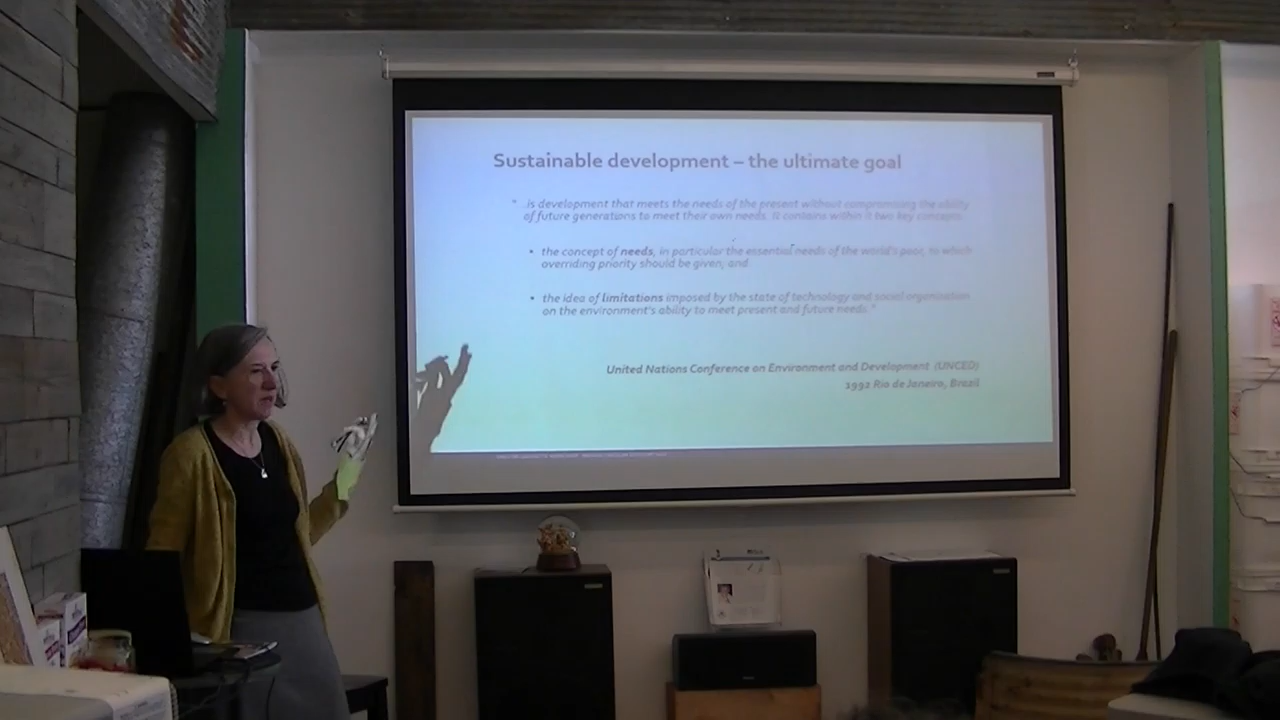 Sustainable development – the ultimate goal
" ...is development that meets the needs of the present without compromising the ability
of future generations to meet their own needs. It contains within it two key concepts
• the concept of needs, in particular the essential needs of the world's poor, to which
overriding priority should be given; and
• the idea of limitations imposed by the state of technology and social organization
on the environment's ability to meet present and future needs."
United Nations Conference on Environment and Development (UNCED)
1992 Rio de Janeiro, Brazil